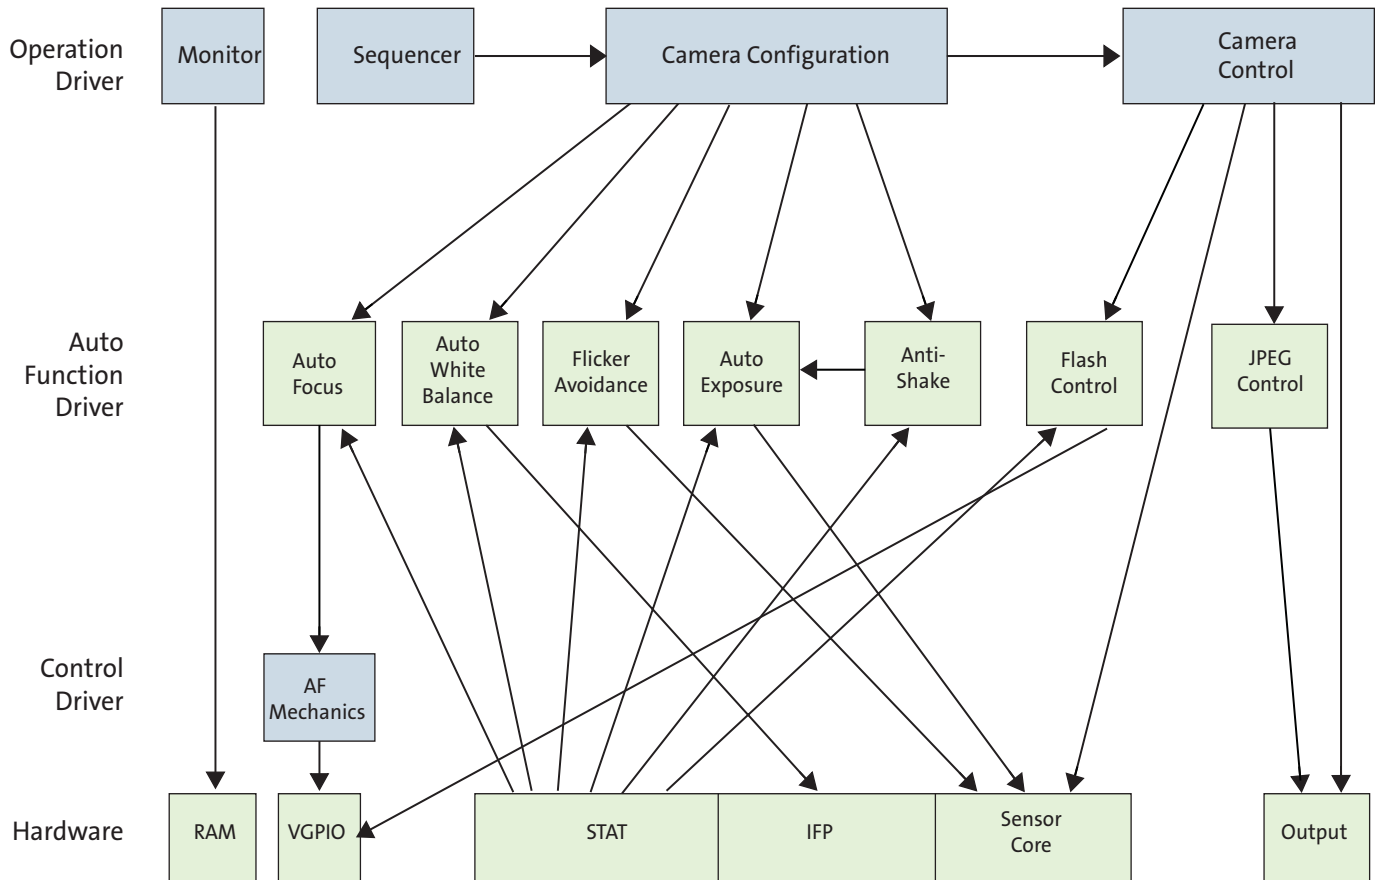 Operation
Driver
Monitor
Sequencer
Camera Configuration
Camera
Control
Auto
Function
Driver
Auto
Focus
Auto
White
Balance
Flicker
Avoidance
Auto
Exposure
Anti-
Shake
Flash
Control
JPEG
Control
Control
Driver
AF
Mechanics
Hardware
RAM
VGPIO
STAT
IFP
Sensor
Core
Output